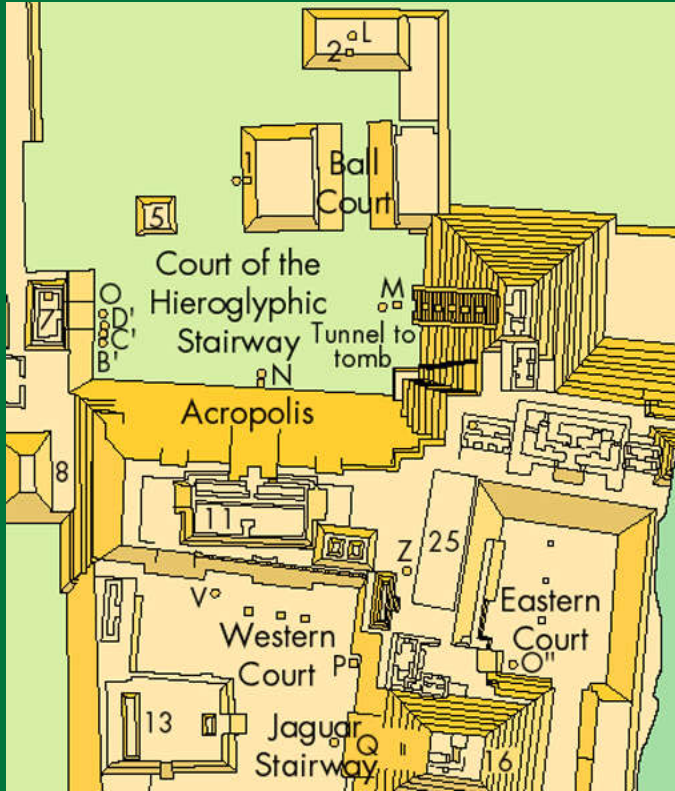 L
2
1
Ball
Court
5
Court of the
Hieroglyphic
Stairway
M
O
D'
C'
B'
7
Tunnel to
tomb
N
Acropolis
8
11
25
Z
V
Eastern
Court
Western
Court
P
O"
13
Jaguar
Stairway
Q
16